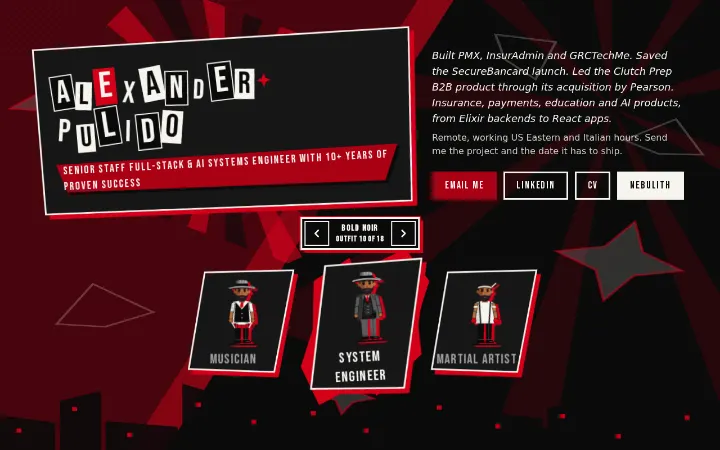 ALEXANDER
PULIDO
SENIOR STAFF FULL-STACK & AI SYSTEMS ENGINEER WITH 10+ YEARS OF
PROVEN SUCCESS
Built PMX, InsurAdmin and GRCTechMe. Saved
the SecureBancard launch. Led the Clutch Prep
B2B product through its acquisition by Pearson.
Insurance, payments, education and AI products,
from Elixir backends to React apps.
Remote, working US Eastern and Italian hours. Send
me the project and the date it has to ship.
EMAIL ME
LINKEDIN
CV
NEBULITH
BOLD NOIR
OUTFIT 10 OF 18
MUSICIAN
SYSTEM
ENGINEER
MARTIAL ARTIST